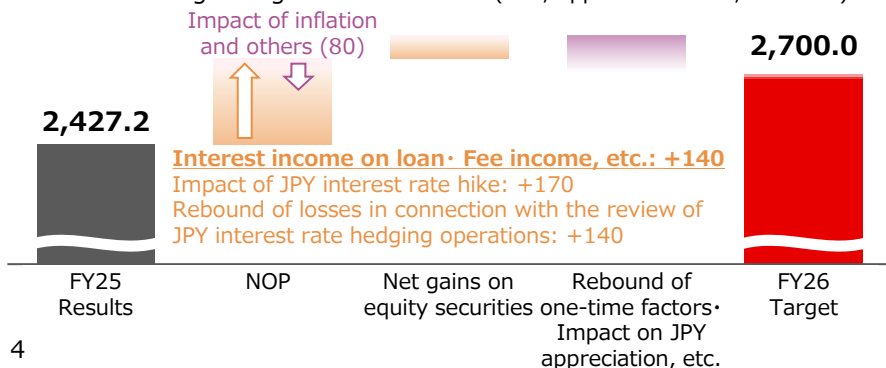 Impact of inflation
and others (80)
2,700.0
2,427.2
Interest income on loan・ Fee income, etc.: +140
Impact of JPY interest rate hike: +170
Rebound of losses in connection with the review of
JPY interest rate hedging operations: +140
FY25
Results
NOP
Net gains on
equity securities
Rebound of
one-time factors・
Impact on JPY
appreciation, etc.
FY26
Target
4